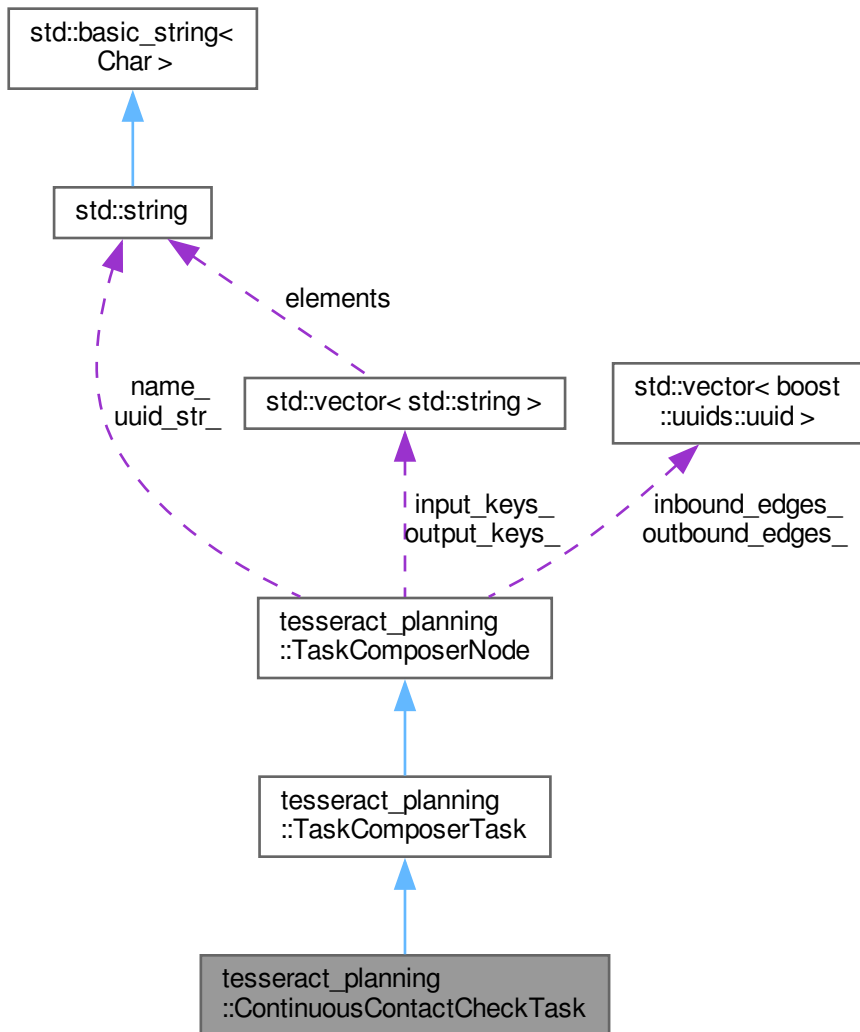 std::basic_string<
Char >
std::string
elements
name_
uuid_str_
std::vector< std::string >
std::vector< boost
::uuids::uuid >
input_keys_
output_keys_
inbound_edges_
outbound_edges_
tesseract_planning
::TaskComposerNode
tesseract_planning
::TaskComposerTask
tesseract_planning
::ContinuousContactCheckTask